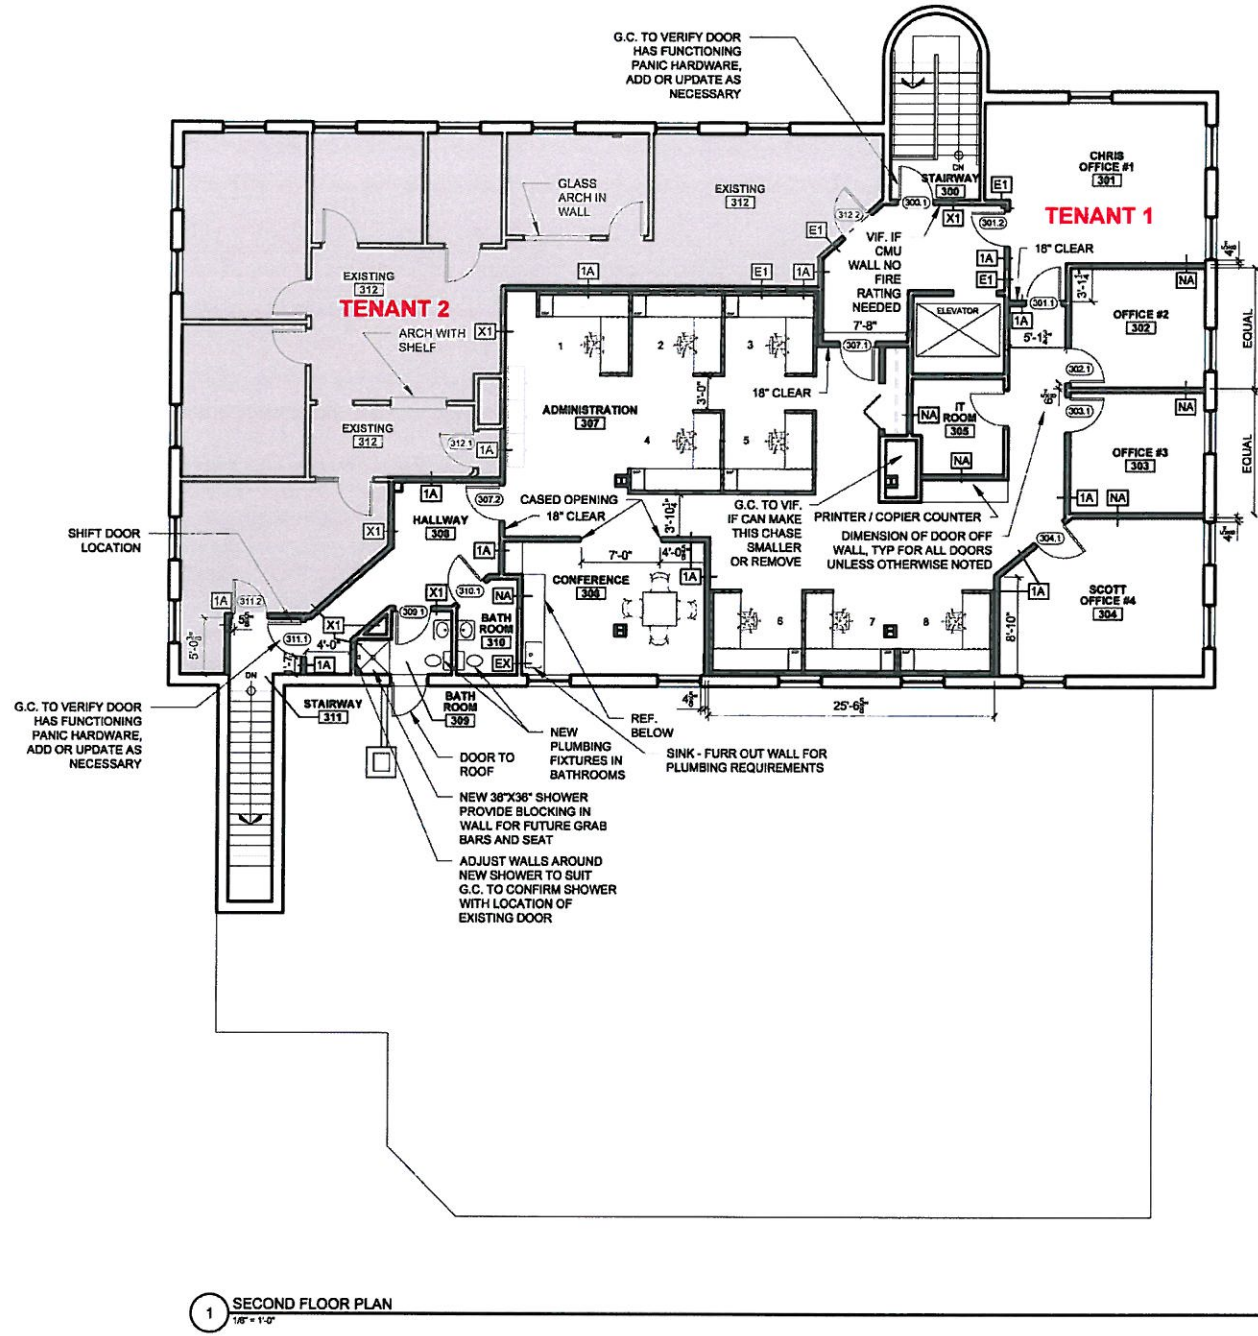 G.C. TO VERIFY DOOR
HAS FUNCTIONING
PANIC HARDWARE,
ADD OR UPDATE AS
NECESSARY
DN
STAIRWAY
300
300.1
X1
E1
301.2
CHRIS
OFFICE #1
301
TENANT 1
GLASS
ARCH IN
WALL
EXISTING
312
312.2
E1
VIF. IF
CMU
WALL NO
FIRE
RATING
NEEDED
7'-8"
18" CLEAR
1A
E1
301.1
1A
3'-1¼"
5'-1¾"
NA
OFFICE #2
302
EQUAL
302.1
303.1
NA
OFFICE #3
303
EQUAL
1A
NA
EXISTING
312
TENANT 2
ARCH WITH
SHELF
EXISTING
312
312.1
1A
E1
1A
X1
1A
1
2
3
4
5
3'-0"
ADMINISTRATION
307
307.1
18" CLEAR
ELEVATOR
IT
ROOM
305
NA
NA
1A
307.2
CASED OPENING
18" CLEAR
3'-10¼"
G.C. TO VIF.
IF CAN MAKE
THIS CHASE
SMALLER
OR REMOVE
PRINTER / COPIER COUNTER
DIMENSION OF DOOR OFF
WALL, TYP FOR ALL DOORS
UNLESS OTHERWISE NOTED
304.1
SCOTT
OFFICE #4
304
1A
8'-10"
HALLWAY
308
X1
1A
7'-0"
CONFERENCE
1A
6
7
8
SHIFT DOOR
LOCATION
1A
311.2
311.1
5'-0⅜"
4'-0"
1A
X1
X1
309.1
310.1
NA
BATH
ROOM
310
EX
DN
STAIRWAY
311
BATH
ROOM
309
G.C. TO VERIFY DOOR
HAS FUNCTIONING
PANIC HARDWARE,
ADD OR UPDATE AS
NECESSARY
DOOR TO
ROOF
NEW
PLUMBING
FIXTURES IN
BATHROOMS
REF.
BELOW
SINK - FURR OUT WALL FOR
PLUMBING REQUIREMENTS
NEW 36"X36" SHOWER
PROVIDE BLOCKING IN
WALL FOR FUTURE GRAB
BARS AND SEAT
ADJUST WALLS AROUND
NEW SHOWER TO SUIT
G.C. TO CONFIRM SHOWER
WITH LOCATION OF
EXISTING DOOR
1
SECOND FLOOR PLAN